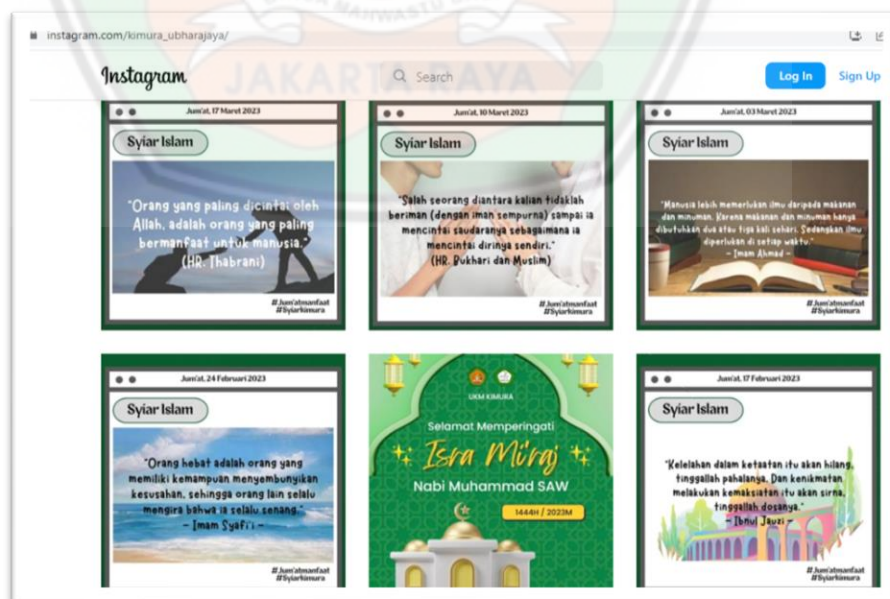 MAHWASTU
JAKARTA RAYA
instagram.com/kimura_ubharajaya/
Instagram
Search
Log In
Sign Up
Jum'at, 17 Maret 2023
Syiar Islam
"Orang yang paling dicintai oleh
Allah, adalah orang yang paling
bermanfaat untuk manusia."
(HR. Thabrani)
#Jum'atmanfaat
#Syiarkimura
Jum'at, 10 Maret 2023
Syiar Islam
"Salah seorang diantara kalian tidaklah
beriman (dengan iman sempurna) sampai ia
mencintai saudaranya sebagaimana ia
mencintai dirinya sendiri."
(HR. Bukhari dan Muslim)
#Jum'atmanfaat
#Syiarkimura
Jum'at, 03 Maret 2023
Syiar Islam
"Manusia lebih memerlukan ilmu daripada makanan
dan minuman. Karena makanan dan minuman hanya
dibutuhkan dua atau tiga kali sehari. Sedangkan ilmu
diperlukan di setiap waktu."
– Imam Ahmad –
#Jum'atmanfaat
#Syiarkimura
Jum'at, 24 Februari 2023
Syiar Islam
"Orang hebat adalah orang yang
memiliki kemampuan menyembunyikan
kesusahan, sehingga orang lain selalu
mengira bahwa ia selalu senang."
– Imam Syafi'i –
#Jum'atmanfaat
#Syiarkimura
UKM KIMURA
Selamat Memperingati
Isra Mi'raj
Nabi Muhammad SAW
1444H / 2023M
Jum'at, 17 Februari 2023
Syiar Islam
"Kelelahan dalam ketaatan itu akan hilang,
tinggallah pahalanya. Dan kenikmatan
melakukan kemaksiatan itu akan sirna,
tinggallah dosanya."
– Ibnul Jauzi –
#Jum'atmanfaat
#Syiarkimura